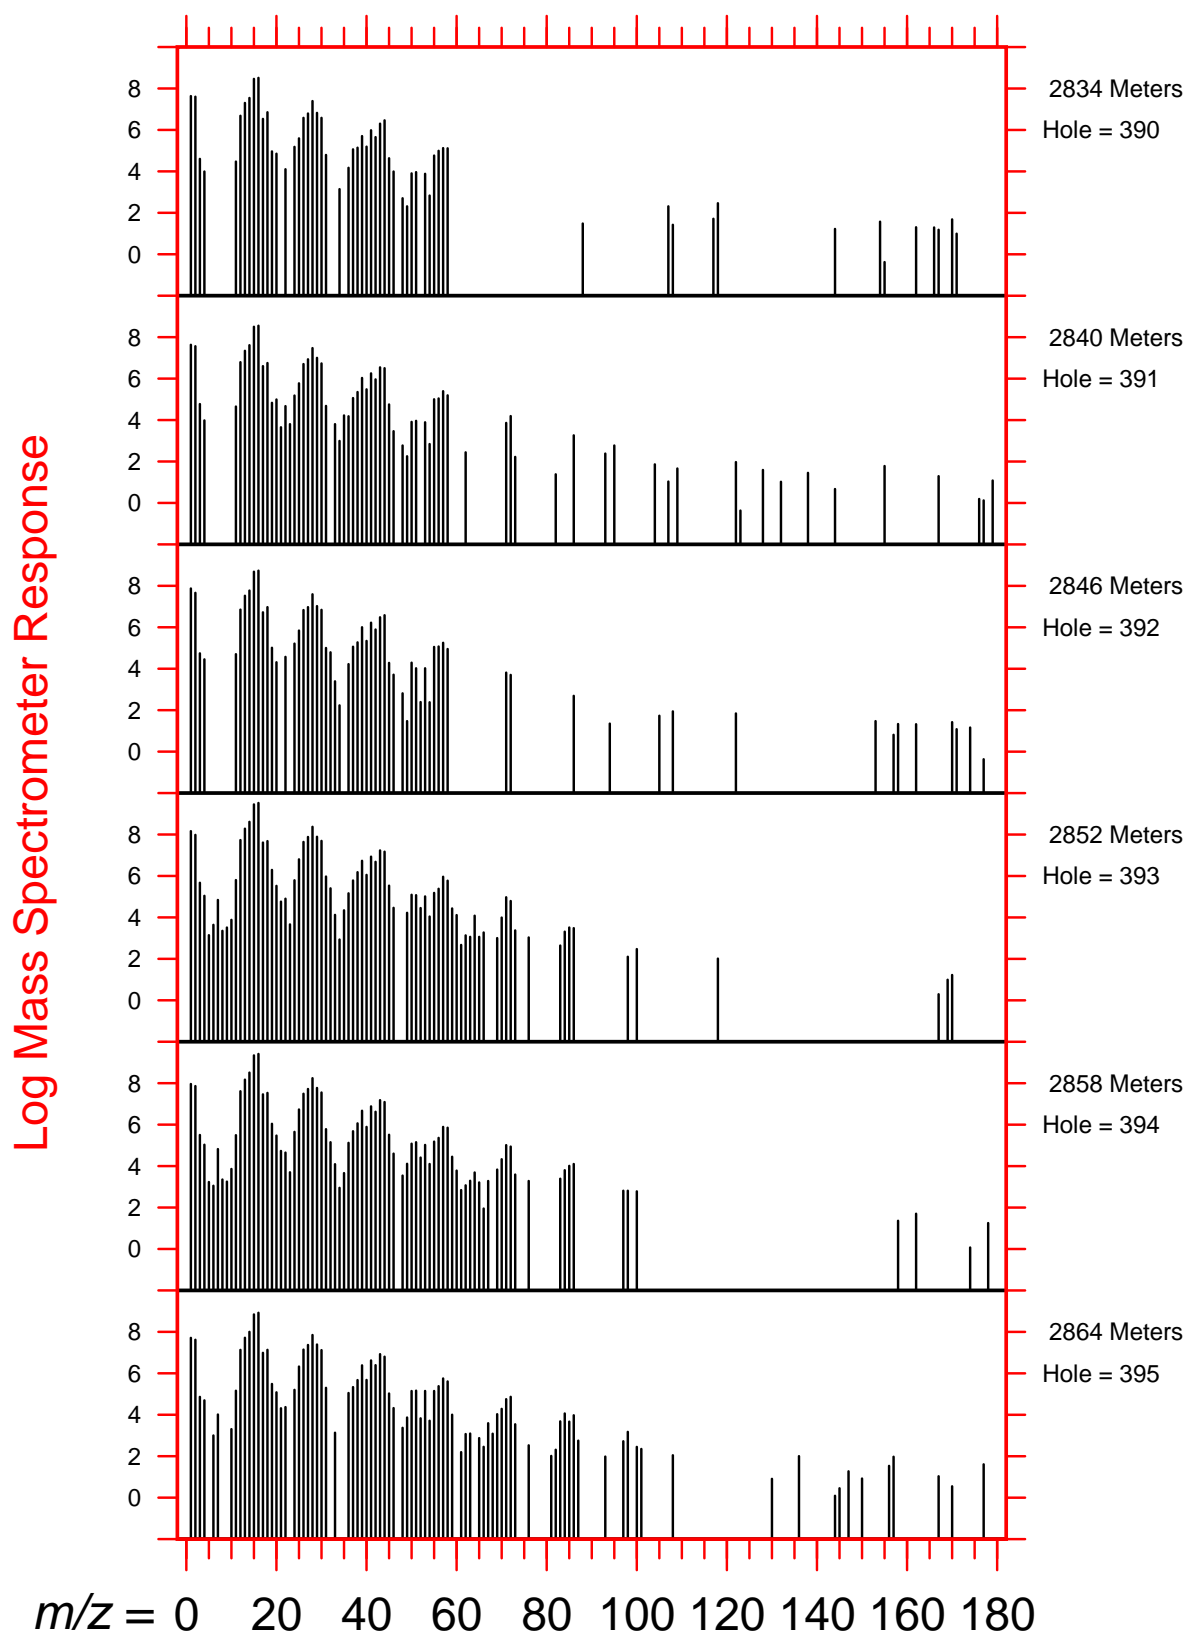 8
6
4
2
0
2834 Meters
Hole = 390
8
6
4
2
0
2840 Meters
Hole = 391
8
6
4
2
0
2846 Meters
Hole = 392
8
6
4
2
0
2852 Meters
Hole = 393
8
6
4
2
0
2858 Meters
Hole = 394
8
6
4
2
0
2864 Meters
Hole = 395
Log Mass Spectrometer Response
m/z = 0 20 40 60 80 100 120 140 160 180